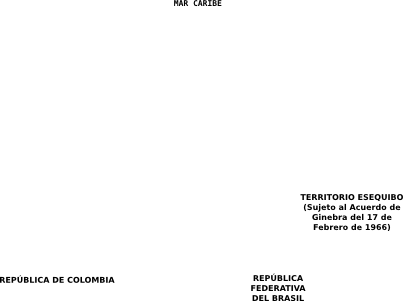 MAR CARIBE
TERRITORIO ESEQUIBO
(Sujeto al Acuerdo de
Ginebra del 17 de
Febrero de 1966)
REPÚBLICA DE COLOMBIA
REPÚBLICA
FEDERATIVA
DEL BRASIL